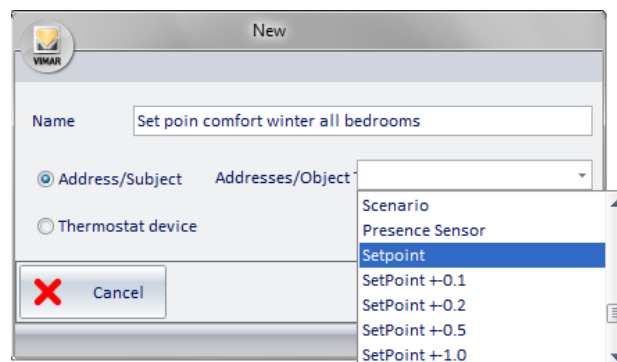 New
VIMAR
Name Set poin comfort winter all bedrooms
Address/Subject Addresses/Object
Scenario
Presence Sensor
Thermostat device
Setpoint
SetPoint +-0.1
Cancel
SetPoint +-0.2
SetPoint +-0.5
SetPoint +-1.0